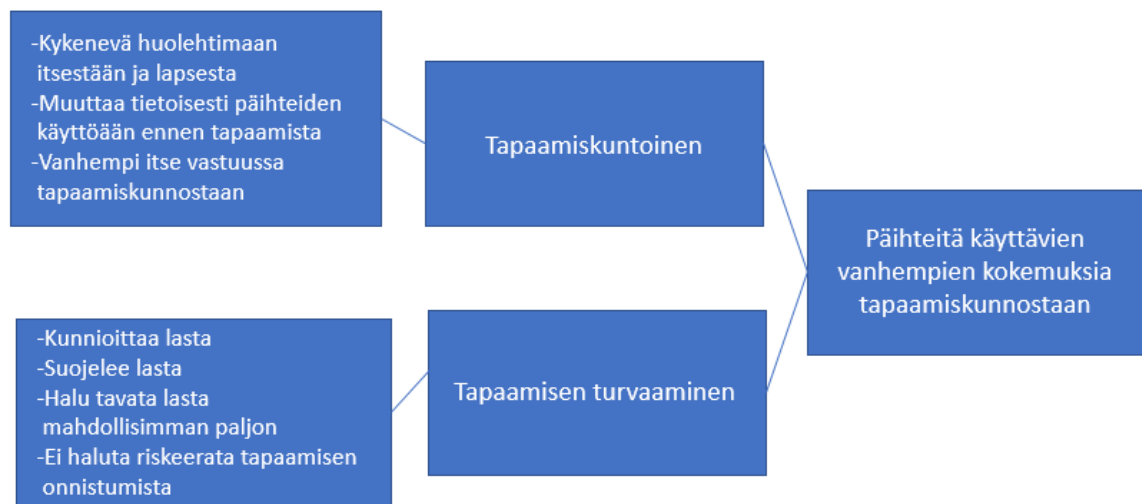 -Kykenevä huolehtimaan
itsestään ja lapsesta
-Muuttaa tietoisesti päihteiden
käyttöään ennen tapaamista
-Vanhempi itse vastuussa
tapaamiskunnostaan
Tapaamiskuntoinen
Päihteitä käyttävien
vanhempien kokemuksia
tapaamiskunnostaan
-Kunnioittaa lasta
-Suojelee lasta
-Halu tavata lasta
mahdollisimman paljon
-Ei haluta riskeerata tapaamisen
onnistumista
Tapaamisen turvaaminen